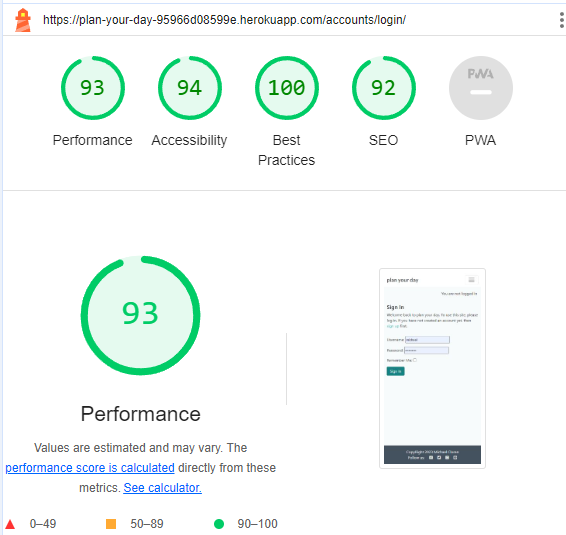 https://plan-your-day-95966d08599e.herokuapp.com/accounts/login/
93 94 100 92 PWA
Performance Accessibility Best Practices SEO PWA
93
Performance
Values are estimated and may vary. The
performance score is calculated directly from these
metrics. See calculator.
0–49 50–89 90–100
plan your day
You are not logged in
Sign In
Welcome back to plan your day. To use this site, please
log in. If you have not created an account yet, then
sign up first.
Username
Password
Remember Me
Sign In
Follow us